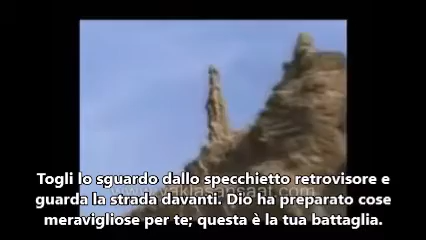 Togli lo sguardo dallo specchietto retrovisore e
guarda la strada davanti. Dio ha preparato cose
meravigliose per te; questa è la tua battaglia.